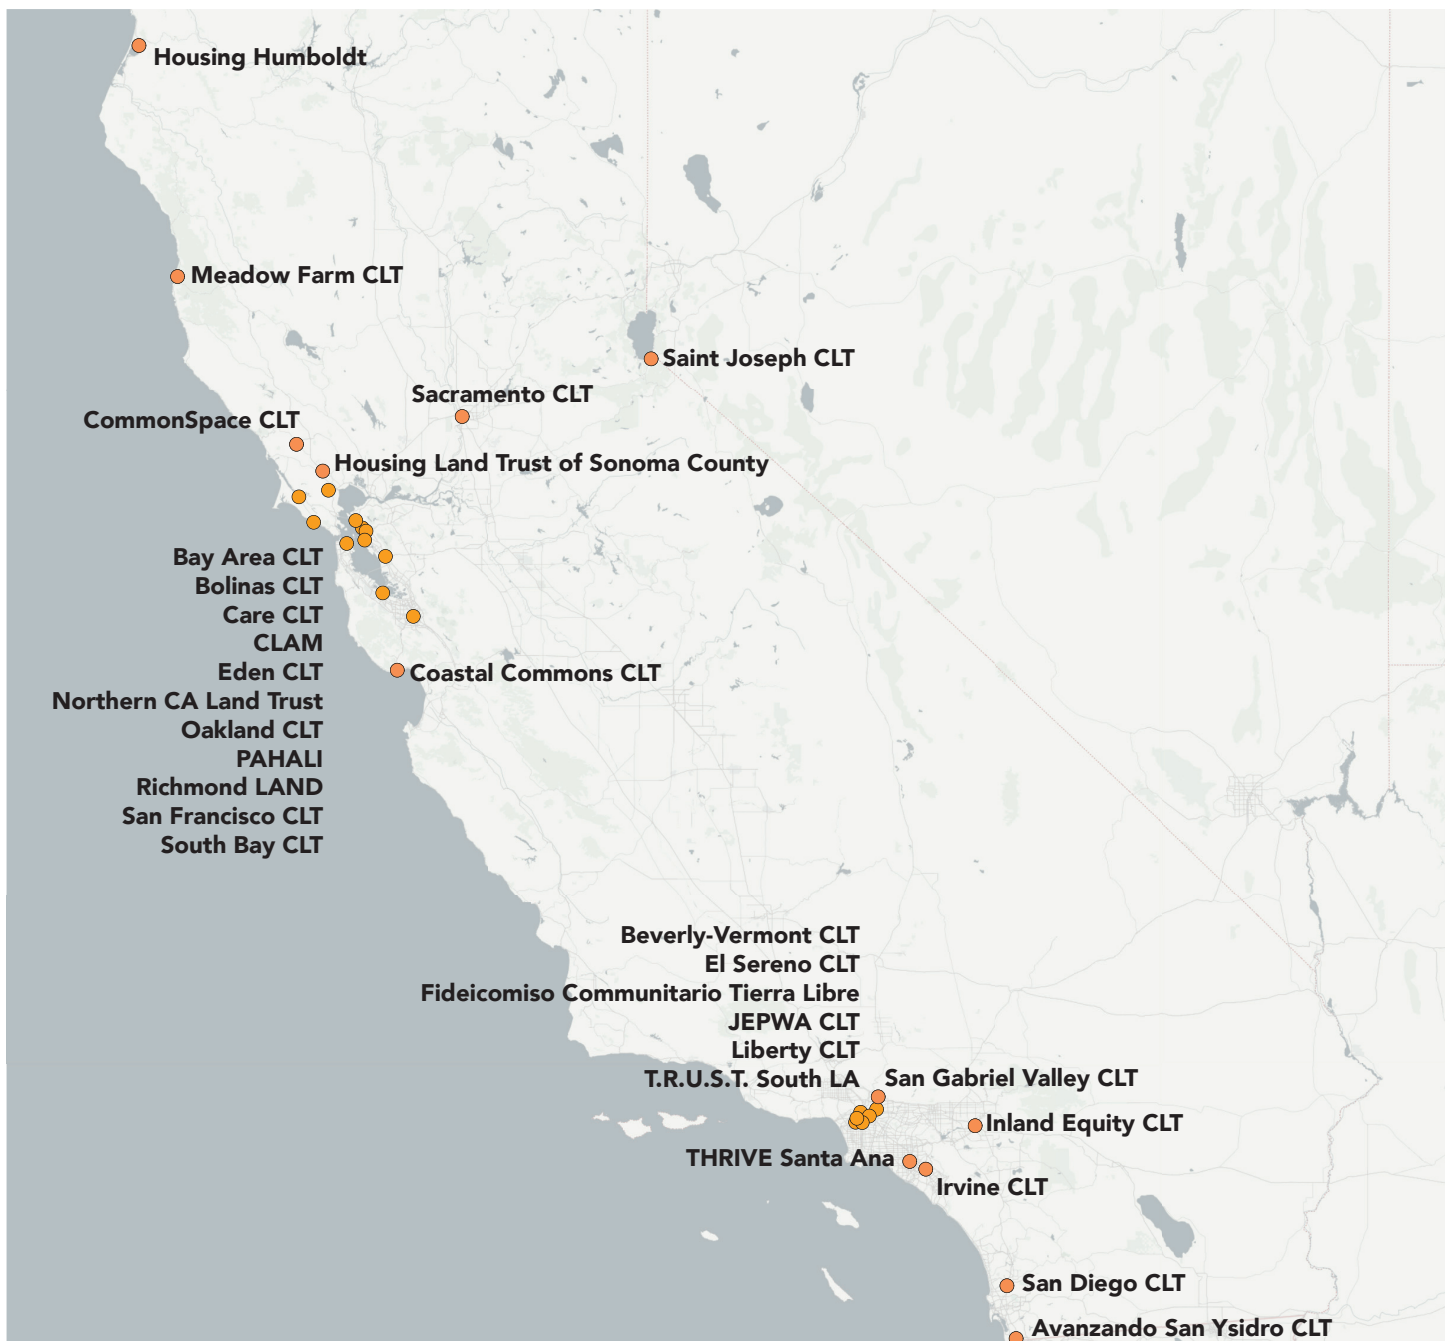 Housing Humboldt
Meadow Farm CLT
Saint Joseph CLT
Sacramento CLT
CommonSpace CLT
Housing Land Trust of Sonoma County
Bay Area CLT
Bolinas CLT
Care CLT
CLAM
Eden CLT
Northern CA Land Trust
Oakland CLT
PAHALI
Richmond LAND
San Francisco CLT
South Bay CLT
Coastal Commons CLT
Beverly-Vermont CLT
El Sereno CLT
Fideicomiso Communitario Tierra Libre
JEPWA CLT
Liberty CLT
T.R.U.S.T. South LA
San Gabriel Valley CLT
Inland Equity CLT
THRIVE Santa Ana
Irvine CLT
San Diego CLT
Avanzando San Ysidro CLT